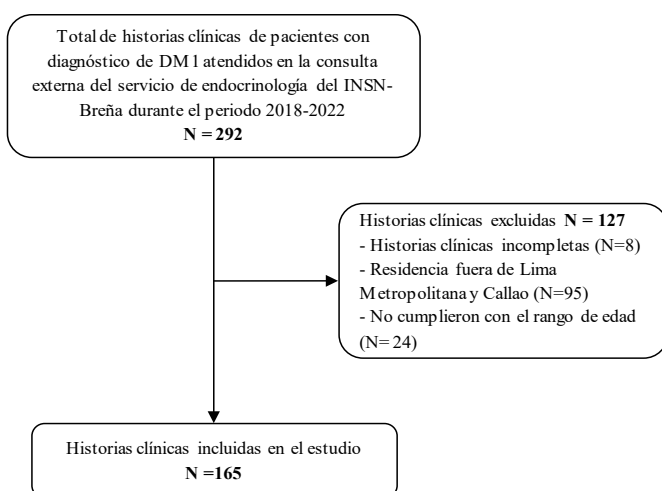 Total de historias clínicas de pacientes con
diagnóstico de DM1 atendidos en la consulta
externa del servicio de endocrinología del INSN-
Breña durante el periodo 2018-2022
N = 292
Historias clínicas excluidas N = 127
- Historias clínicas incompletas (N=8)
- Residencia fuera de Lima
Metropolitana y Callao (N=95)
- No cumplieron con el rango de edad
(N= 24)
Historias clínicas incluidas en el estudio
N =165